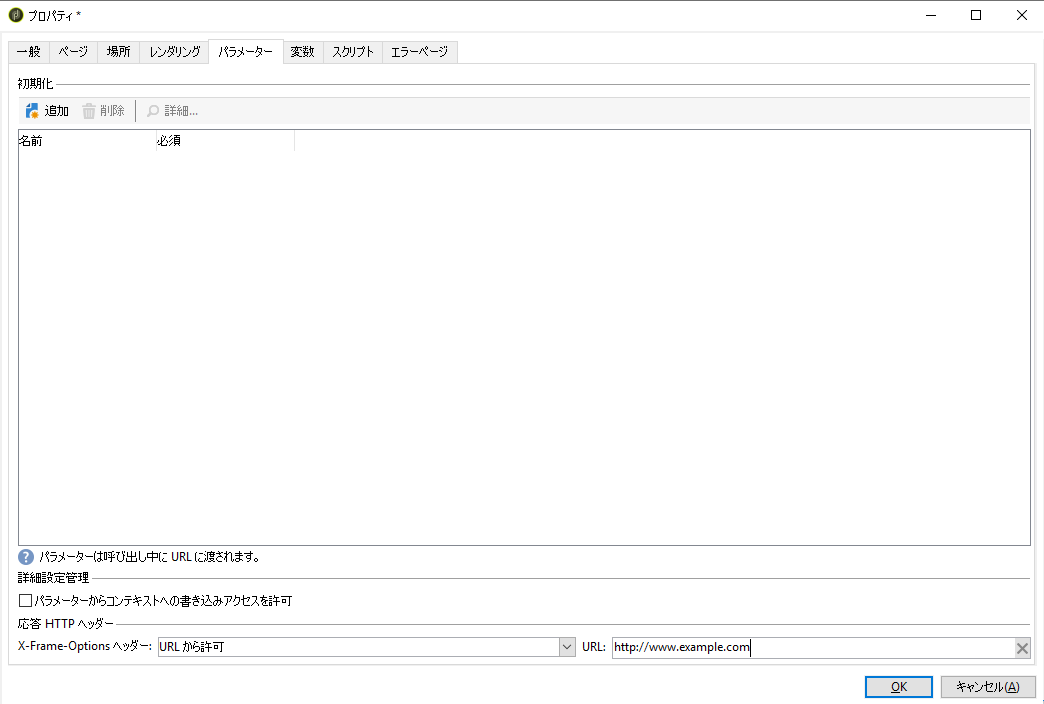 プロパティ *
一般 ページ 場所 レンダリング パラメーター 変数 スクリプト エラーページ
初期化
追加 削除 詳細...
名前 必須
パラメーターは呼び出し中に URL に渡されます。
詳細設定管理
パラメーターからコンテキストへの書き込みアクセスを許可
応答 HTTP ヘッダー
X-Frame-Options ヘッダー: URL から許可 URL: http://www.example.com
OK キャンセル(A)